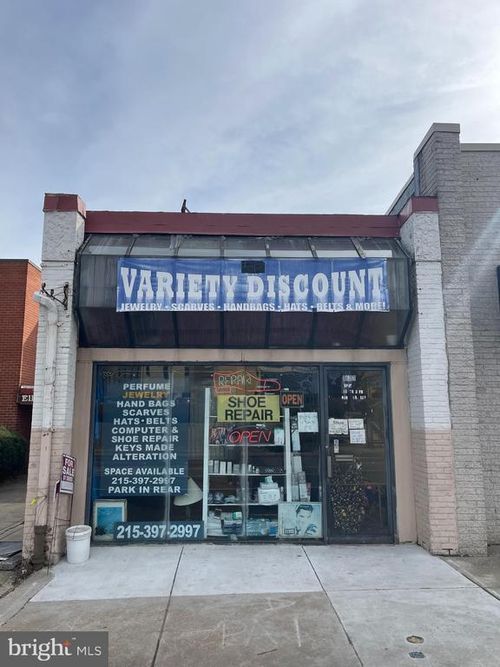 VARIETY DISCOUNT
JEWELRY • SCARVES • HANDBAGS • HATS • BELTS & MORE!
PERFUME
JEWELRY
HAND BAGS
SCARVES
HATS • BELTS
COMPUTER &
SHOE REPAIR
KEYS MADE
ALTERATION
SPACE AVAILABLE
215-397-2997
PARK IN REAR
215-397-2997
REPAIR
SHOE
REPAIR
OPEN
OPEN
FOR
SALE
bright MLS